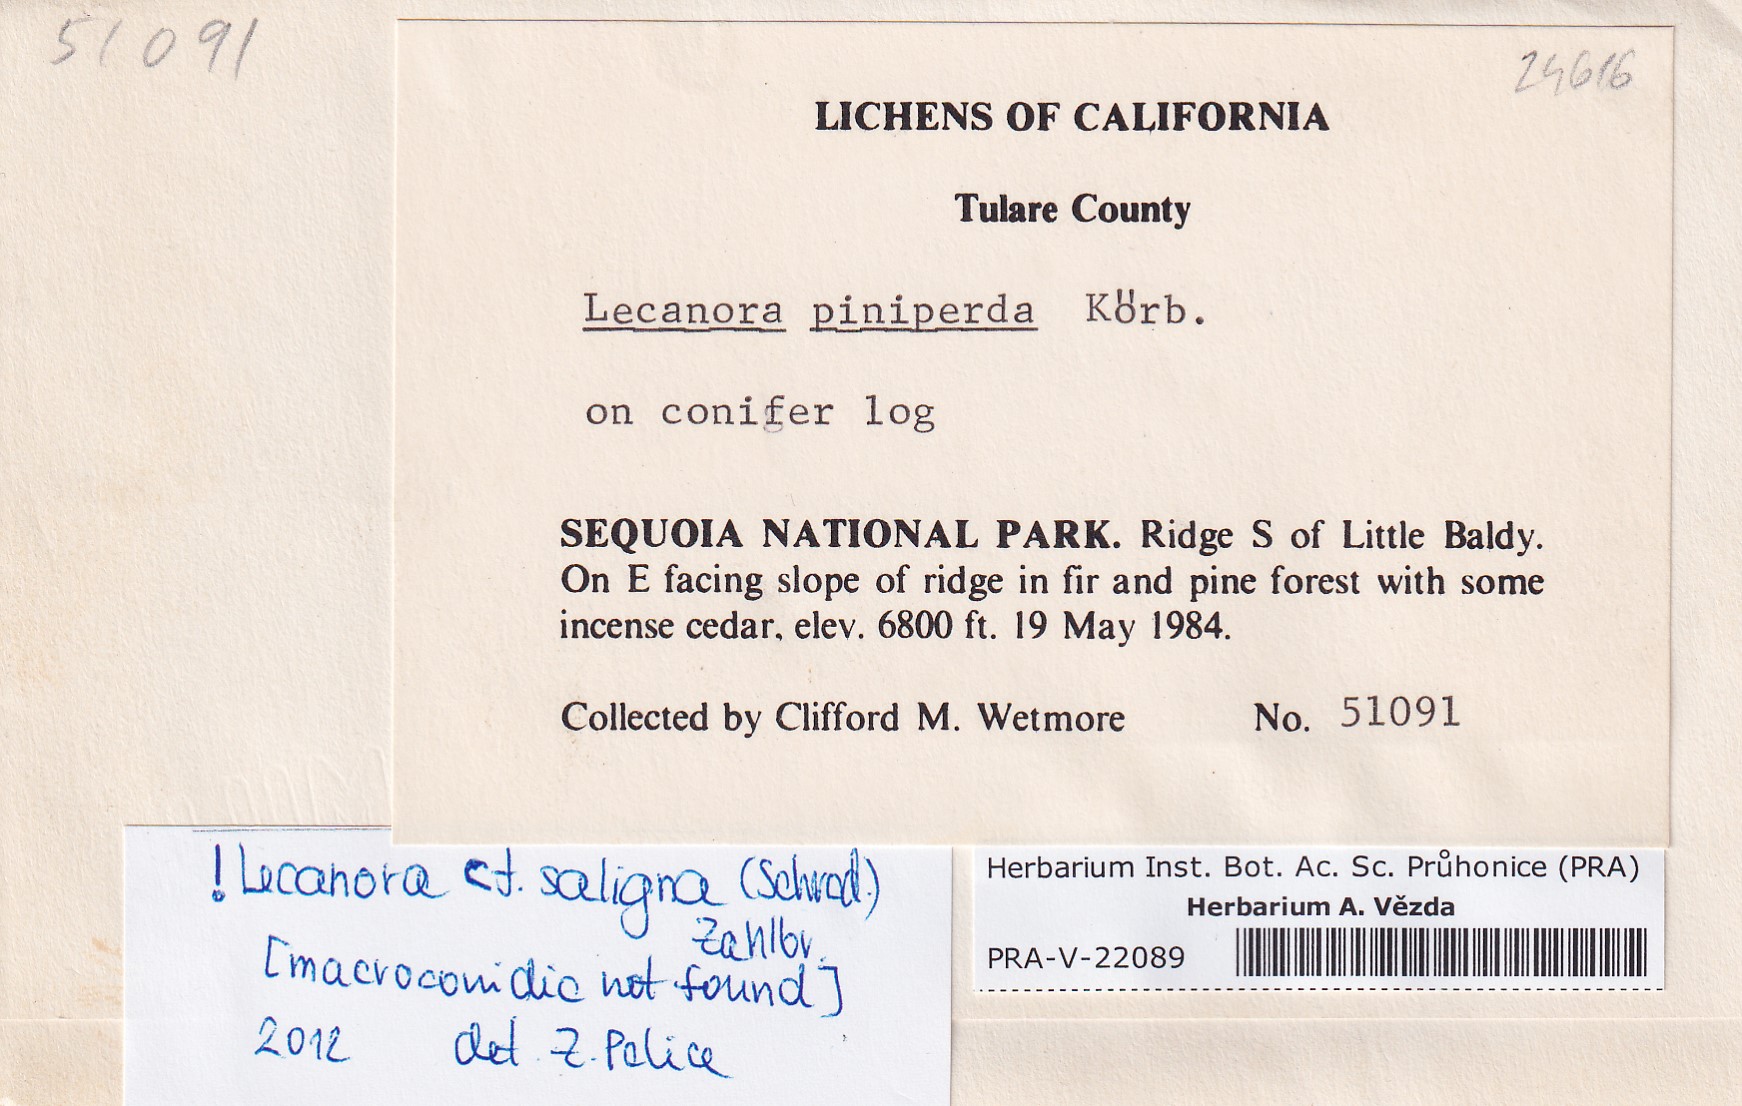 51091
24616
LICHENS OF CALIFORNIA
Tulare County
Lecanora piniperda Körb.
on conifer log
SEQUOIA NATIONAL PARK. Ridge S of Little Baldy.
On E facing slope of ridge in fir and pine forest with some
incense cedar, elev. 6800 ft. 19 May 1984.
Collected by Clifford M. Wetmore No. 51091
! Lecanora cf. saligna (Schrad.)
Zahlbr.
[macroconidia not found]
2012 det. Z. Palice
Herbarium Inst. Bot. Ac. Sc. Průhonice (PRA)
Herbarium A. Vězda
PRA-V-22089